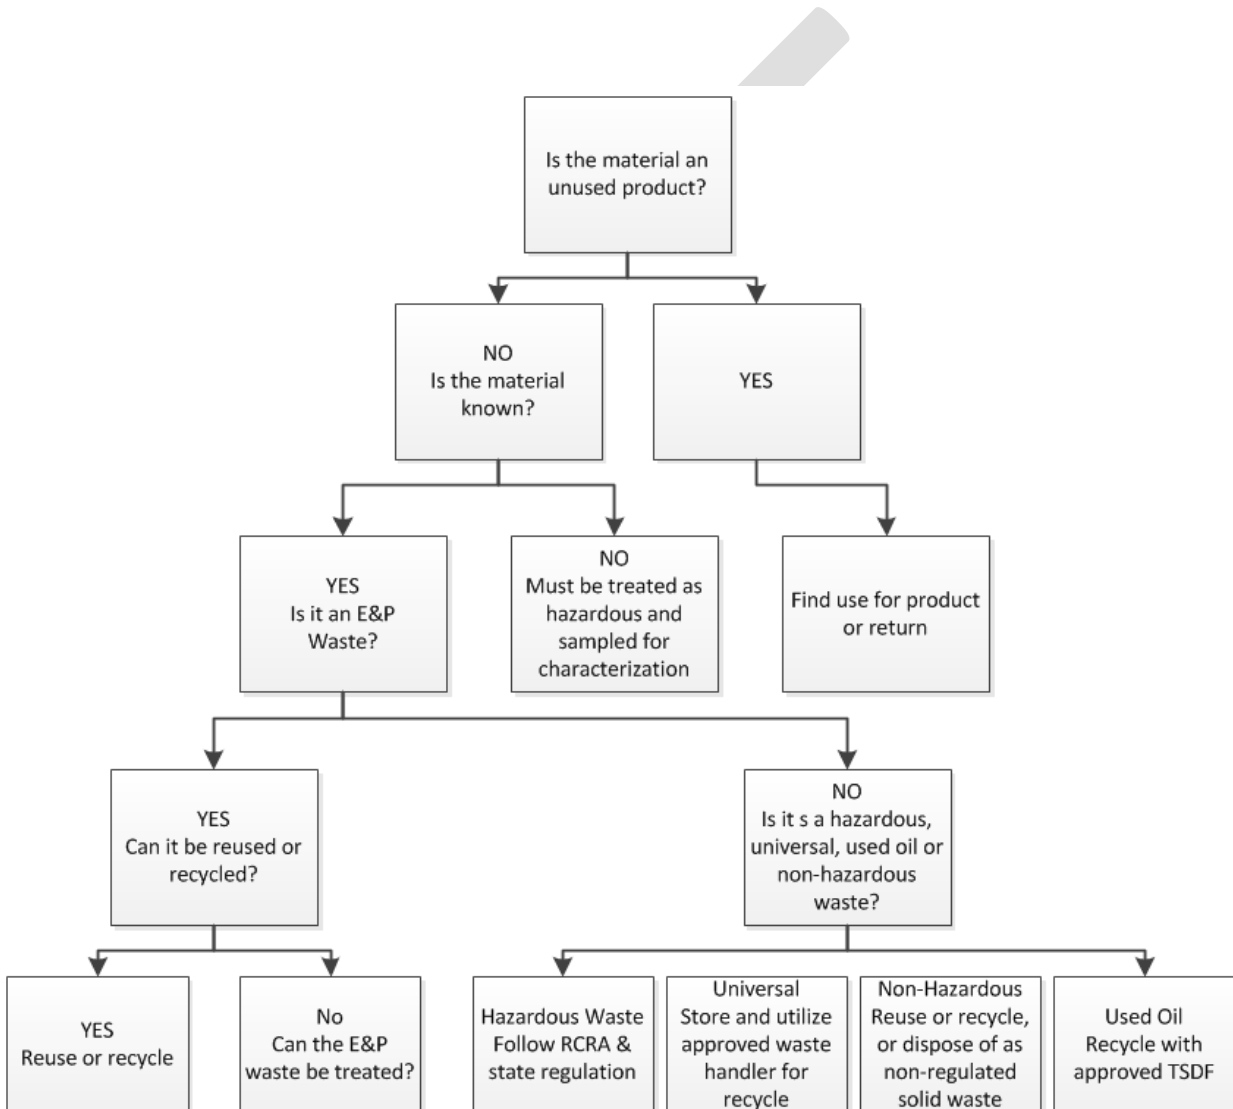 Is the material an
unused product?
NO
Is the material
known?
YES
YES
Is it an E&P
Waste?
NO
Must be treated as
hazardous and
sampled for
characterization
Find use for product
or return
YES
Can it be reused or
recycled?
NO
Is it s a hazardous,
universal, used oil or
non-hazardous
waste?
YES
Reuse or recycle
No
Can the E&P
waste be treated?
Hazardous Waste
Follow RCRA &
state regulation
Universal
Store and utilize
approved waste
handler for
recycle
Non-Hazardous
Reuse or recycle,
or dispose of as
non-regulated
solid waste
Used Oil
Recycle with
approved TSDF